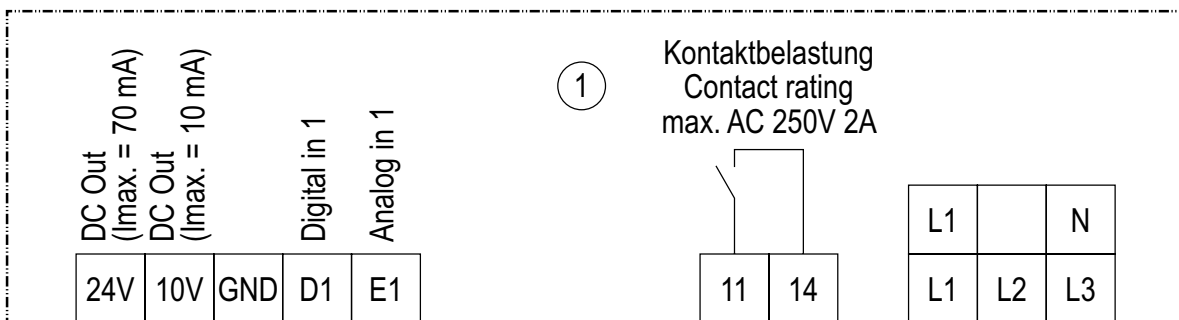 DC Out
(Imax. = 70 mA)
DC Out
(Imax. = 10 mA)
Digital in 1
Analog in 1
1
Kontaktbelastung
Contact rating
max. AC 250V 2A
L1 N
24V 10V GND D1 E1 11 14 L1 L2 L3